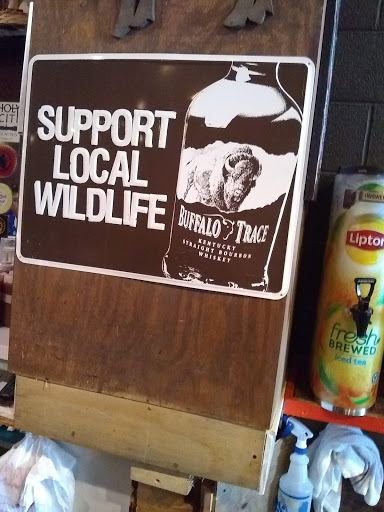 SUPPORT
LOCAL
WILDLIFE
BUFFALO TRACE
KENTUCKY
STRAIGHT BOURBON
WHISKEY
Lipton
fresh
BREWED
iced tea